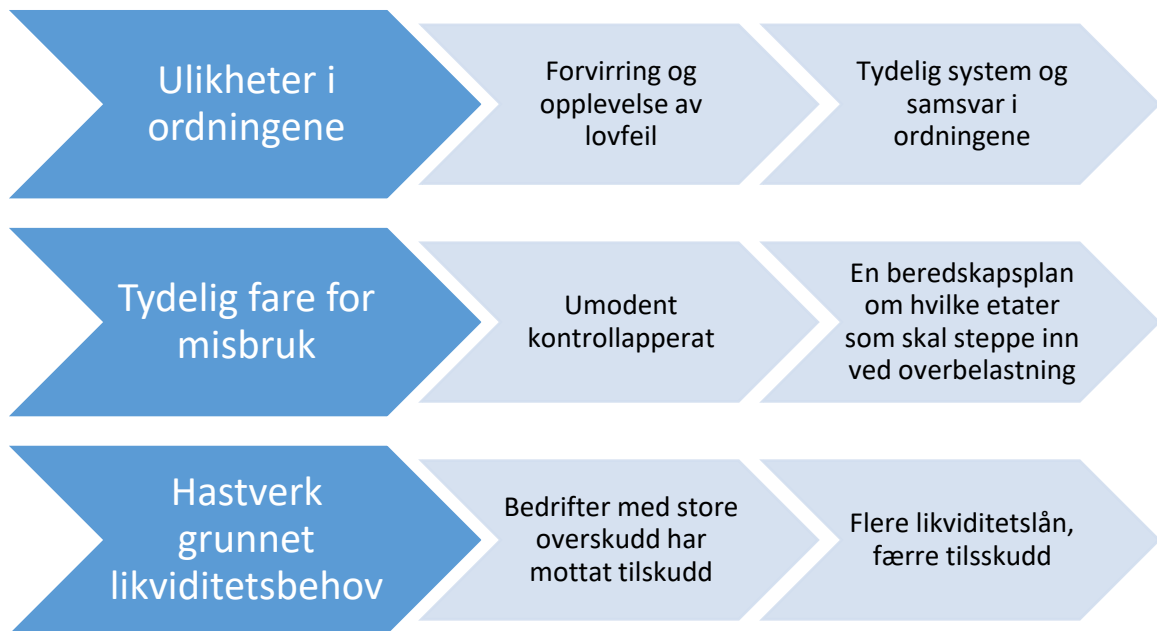 Ulikheter i
ordningene
Forvirring og
opplevelse av
lovfeil
Tydelig system og
samsvar i
ordningene
Tydelig fare for
misbruk
Umodent
kontrollapperat
En beredskapsplan
om hvilke etater
som skal steppe inn
ved overbelastning
Hastverk
grunnet
likviditetsbehov
Bedrifter med store
overskudd har
mottat tilskudd
Flere likviditetslån,
færre tilsskudd